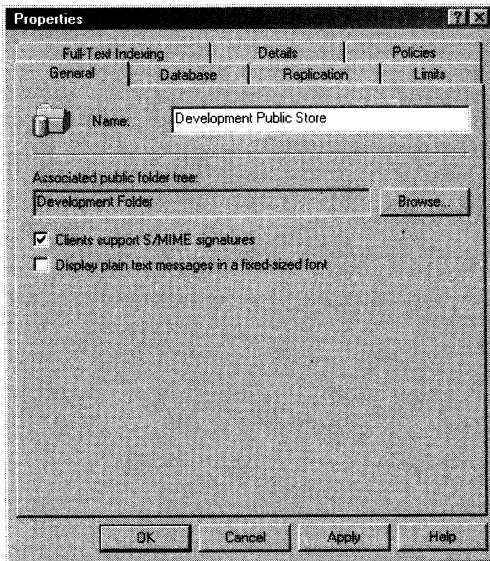 Properties
Full-Text Indexing Details Policies
General Database Replication Limits
Name: Development Public Store
Associated public folder tree:
Development Folder Browse...
Clients support S/MIME signatures
Display plain text messages in a fixed-sized font
OK Cancel Apply Help